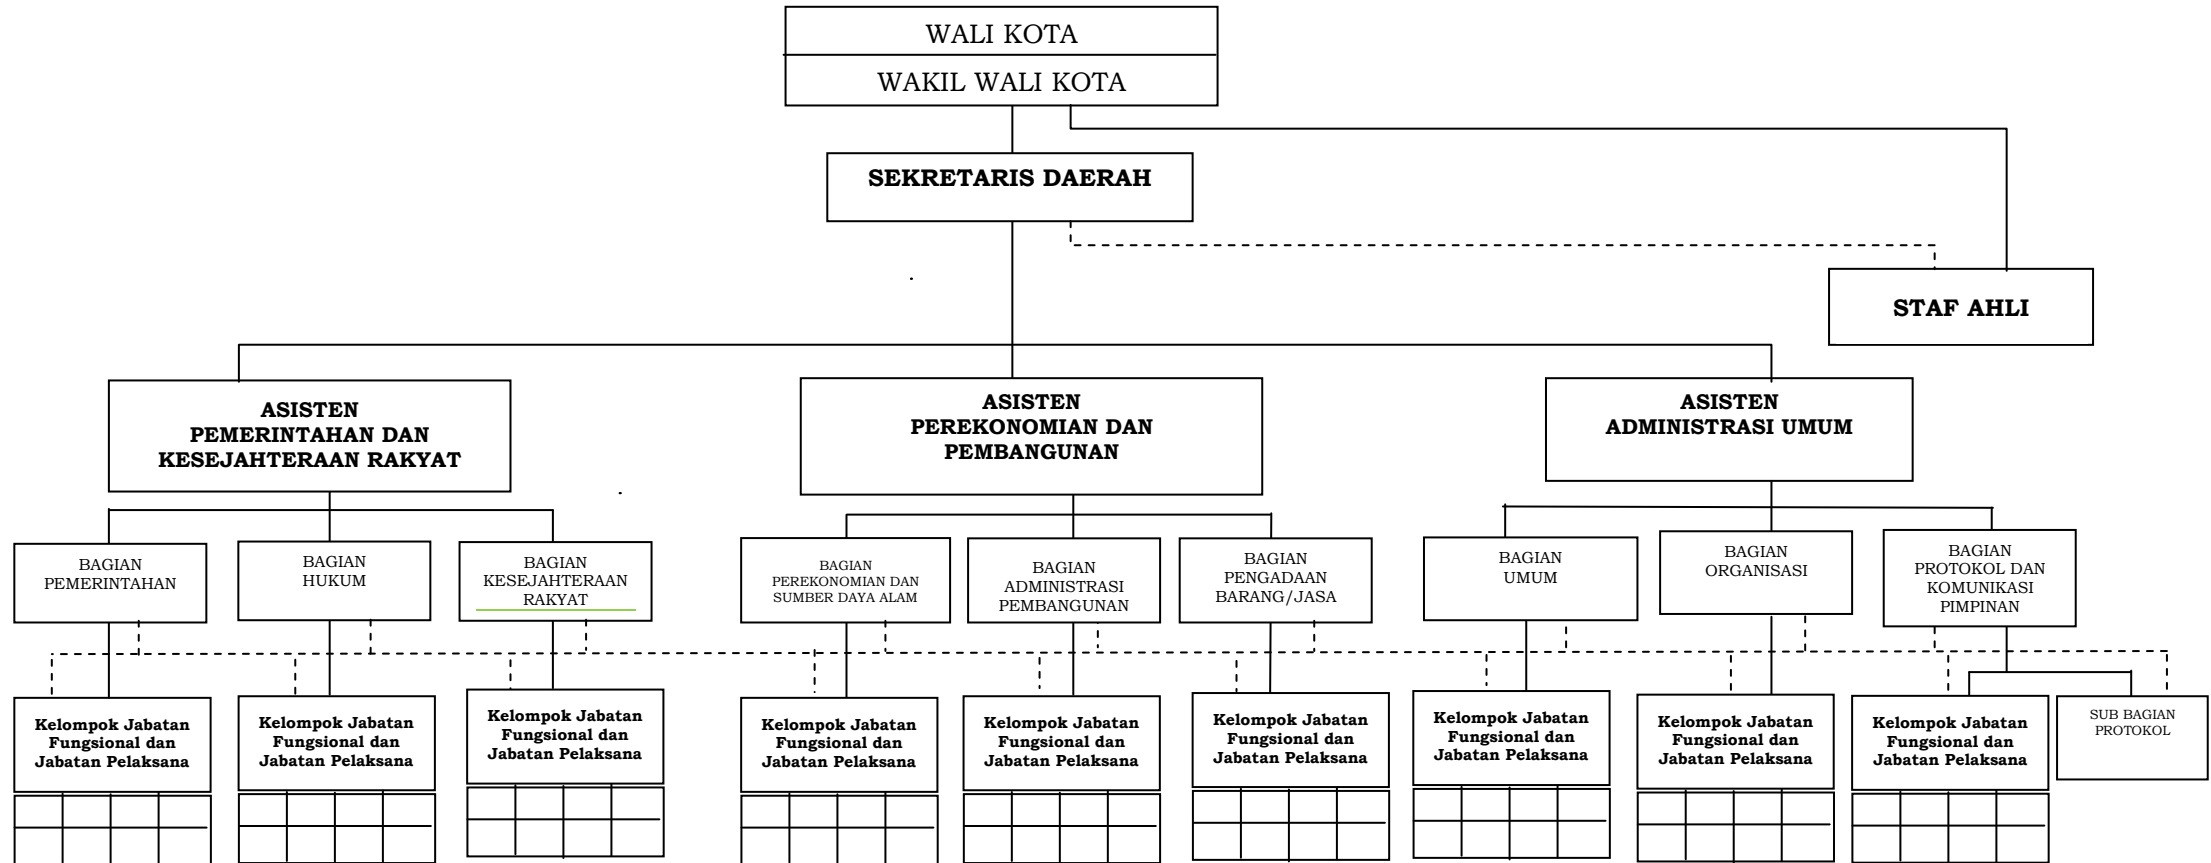 WALI KOTA
WAKIL WALI KOTA
SEKRETARIS DAERAH
STAF AHLI
ASISTEN
PEMERINTAHAN DAN
KESEJAHTERAAN RAKYAT
ASISTEN
PEREKONOMIAN DAN
PEMBANGUNAN
ASISTEN
ADMINISTRASI UMUM
BAGIAN
PEMERINTAHAN
BAGIAN
HUKUM
BAGIAN
KESEJAHTERAAN
RAKYAT
BAGIAN
PEREKONOMIAN DAN
SUMBER DAYA ALAM
BAGIAN
ADMINISTRASI
PEMBANGUNAN
BAGIAN
PENGADAAN
BARANG/JASA
BAGIAN
UMUM
BAGIAN
ORGANISASI
BAGIAN
PROTOKOL DAN
KOMUNIKASI
PIMPINAN
Kelompok Jabatan
Fungsional dan
Jabatan Pelaksana
Kelompok Jabatan
Fungsional dan
Jabatan Pelaksana
Kelompok Jabatan
Fungsional dan
Jabatan Pelaksana
Kelompok Jabatan
Fungsional dan
Jabatan Pelaksana
Kelompok Jabatan
Fungsional dan
Jabatan Pelaksana
Kelompok Jabatan
Fungsional dan
Jabatan Pelaksana
Kelompok Jabatan
Fungsional dan
Jabatan Pelaksana
Kelompok Jabatan
Fungsional dan
Jabatan Pelaksana
Kelompok Jabatan
Fungsional dan
Jabatan Pelaksana
SUB BAGIAN
PROTOKOL